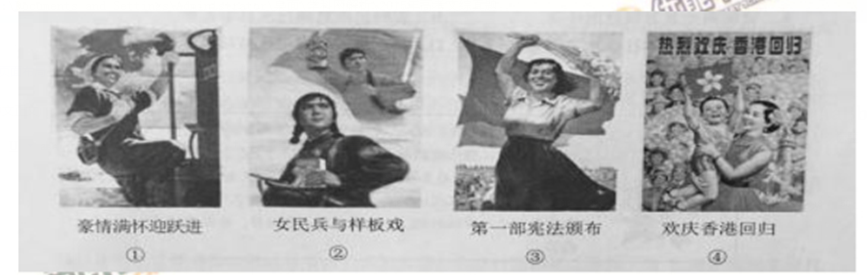 热烈欢庆香港回归
豪情满怀迎跃进
女民兵与样板戏
第一部宪法颁布
欢庆香港回归
①
②
③
④